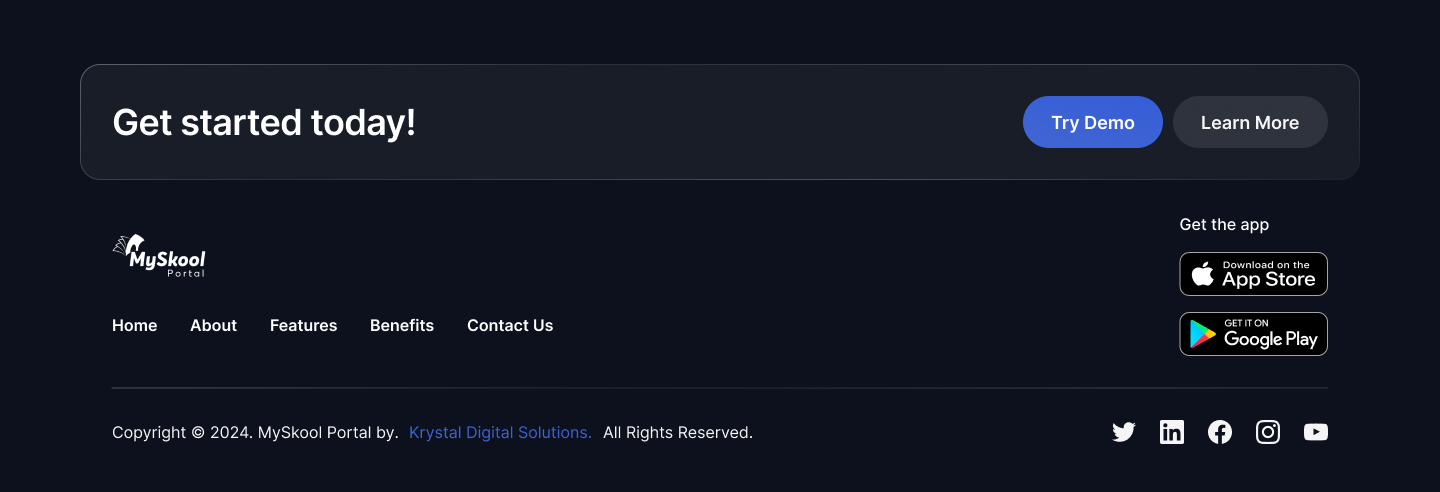 Get started today!
Try Demo
Learn More
MySkool
Portal
Get the app
Download on the
App Store
GET IT ON
Google Play
Home About Features Benefits Contact Us
Copyright © 2024. MySkool Portal by. Krystal Digital Solutions. All Rights Reserved.